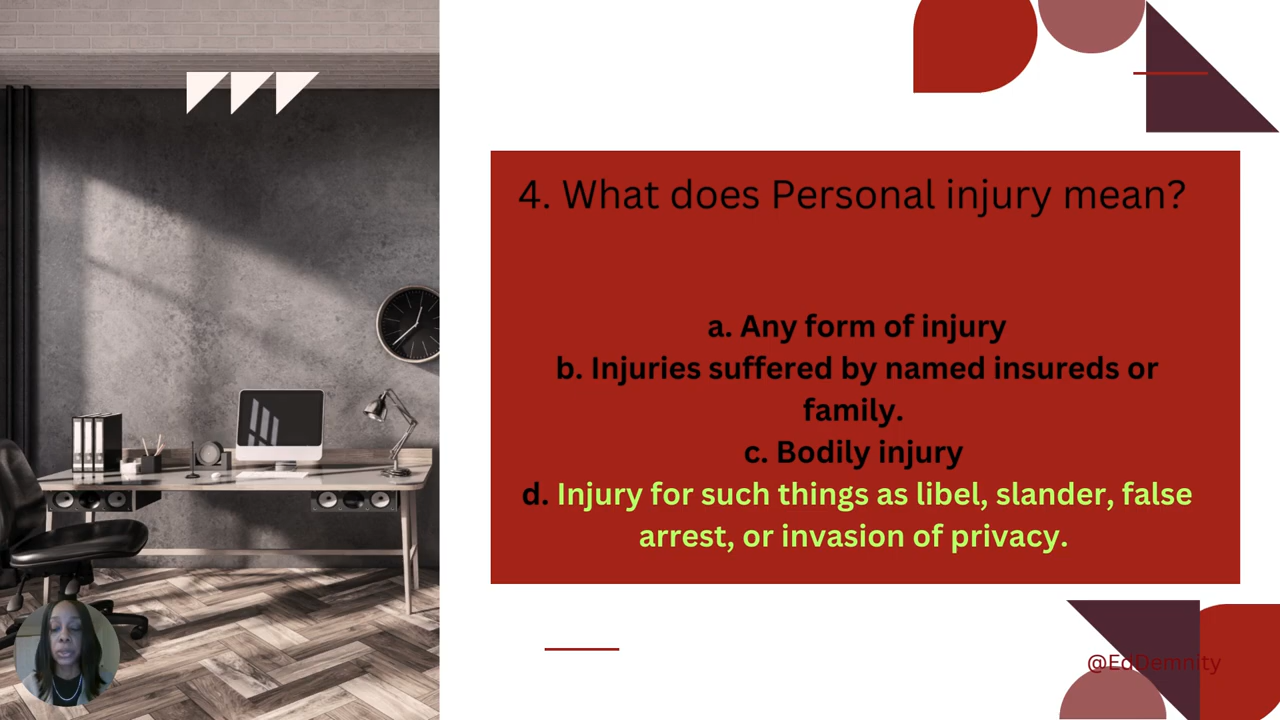 4. What does Personal injury mean?
a. Any form of injury
b. Injuries suffered by named insureds or
family.
c. Bodily injury
d. Injury for such things as libel, slander, false
arrest, or invasion of privacy.
@EdDemnity